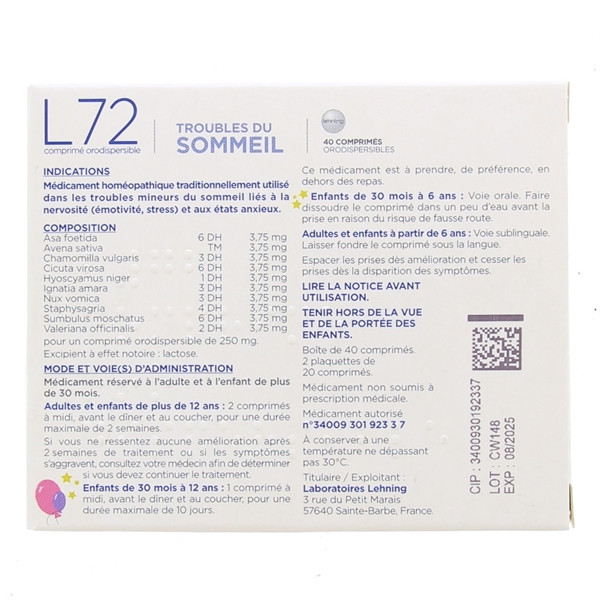 L72
comprimé orodispersible
TROUBLES DU
SOMMEIL
lehning
40 COMPRIMÉS
ORODISPERSIBLES
INDICATIONS
Médicament homéopathique traditionnellement utilisé
dans les troubles mineurs du sommeil liés à la
nervosité (émotivité, stress) et aux états anxieux.
COMPOSITION
Asa foetida 6 DH 3,75 mg
Avena sativa TM 3,75 mg
Chamomilla vulgaris 3 DH 3,75 mg
Cicuta virosa 6 DH 3,75 mg
Hyoscyamus niger 1 DH 3,75 mg
Ignatia amara 3 DH 3,75 mg
Nux vomica 3 DH 3,75 mg
Staphysagria 4 DH 3,75 mg
Sumbulus moschatus 6 DH 3,75 mg
Valeriana officinalis 2 DH 3,75 mg
pour un comprimé orodispersible de 250 mg.
Excipient à effet notoire : lactose.
MODE ET VOIE(S) D'ADMINISTRATION
Médicament réservé à l'adulte et à l'enfant de plus
de 30 mois.
Adultes et enfants de plus de 12 ans : 2 comprimés
à midi, avant le dîner et au coucher, pour une durée
maximale de 2 semaines.
Si vous ne ressentez aucune amélioration après
2 semaines de traitement ou si les symptômes
s'aggravent, consultez votre médecin afin de déterminer
si vous devez continuer le traitement.
Enfants de 30 mois à 12 ans : 1 comprimé à
midi, avant le dîner et au coucher, pour une
durée maximale de 10 jours.
Ce médicament est à prendre, de préférence, en
dehors des repas.
Enfants de 30 mois à 6 ans : Voie orale. Faire
dissoudre le comprimé dans un peu d'eau avant la
prise en raison du risque de fausse route.
Adultes et enfants à partir de 6 ans : Voie sublinguale.
Laisser fondre le comprimé sous la langue.
Espacer les prises dès amélioration et cesser les
prises dès la disparition des symptômes.
LIRE LA NOTICE AVANT
UTILISATION.
TENIR HORS DE LA VUE
ET DE LA PORTÉE DES
ENFANTS.
Boîte de 40 comprimés.
2 plaquettes de
20 comprimés.
Médicament non soumis à
prescription médicale.
Médicament autorisé
n°34009 301 923 3 7
À conserver à une
température ne dépassant
pas 30°C.
Titulaire / Exploitant :
Laboratoires Lehning
3 rue du Petit Marais
57640 Sainte-Barbe, France.
CIP : 3400930192337
LOT : CW148
EXP : 08/2025